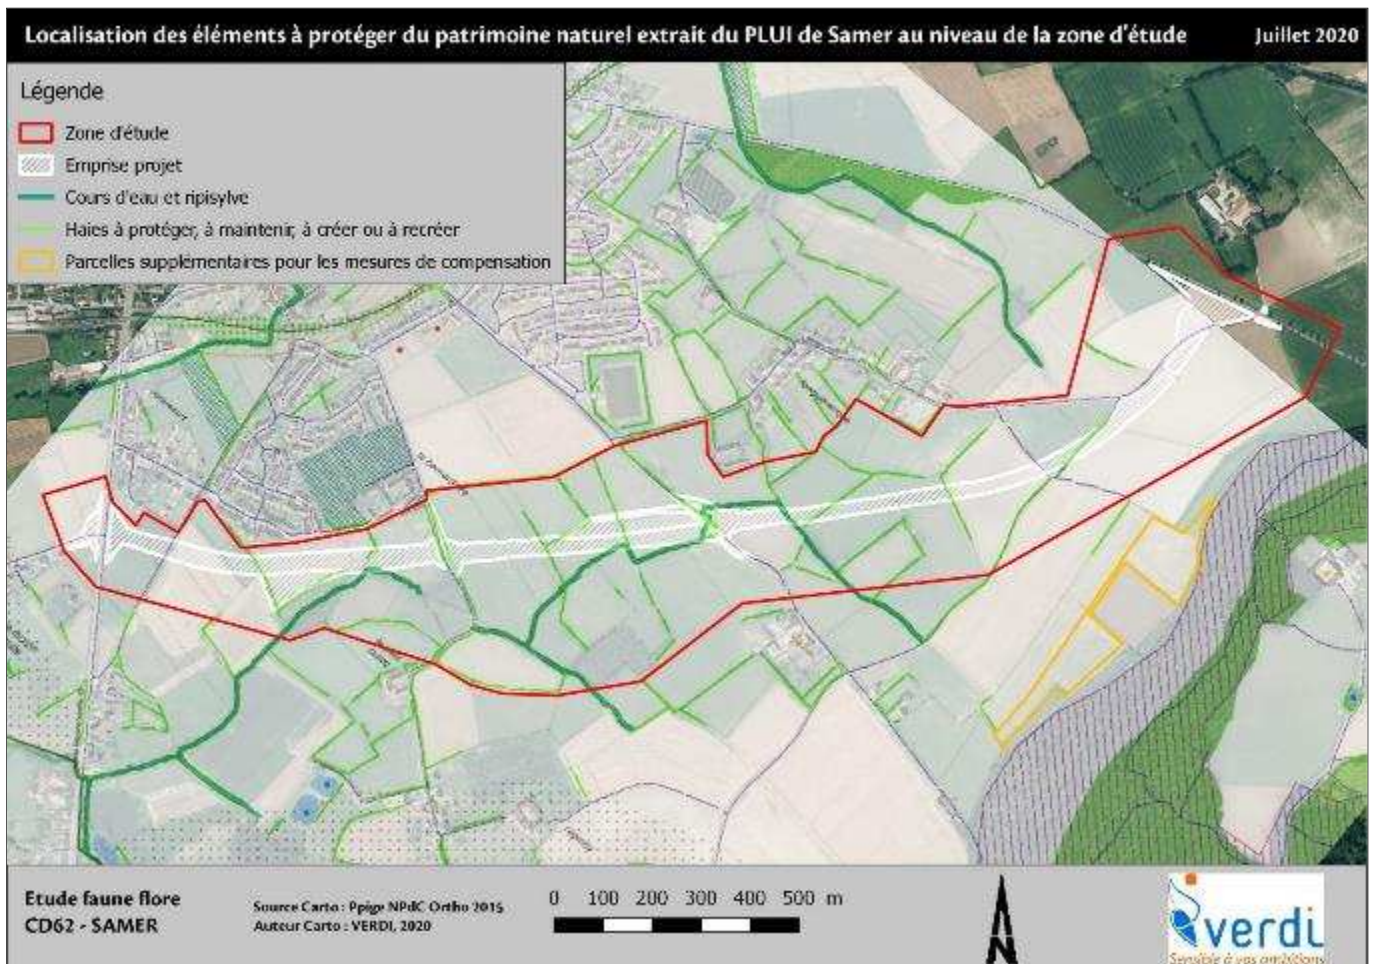 Localisation des éléments à protéger du patrimoine naturel extrait du PLUI de Samer au niveau de la zone d'étude
Juillet 2020
Légende
Zone d'étude
Emprise projet
Cours d'eau et ripisylve
Haies à protéger, à maintenir, à créer ou à recréer
Parcelles supplémentaires pour les mesures de compensation
Etude faune flore
CD62 - SAMER
Source Carto : Ppige NPdC Ortho 2015
Auteur Carto : VERDI, 2020
0 100 200 300 400 500 m
N
verdi
Sensible à vos ambitions